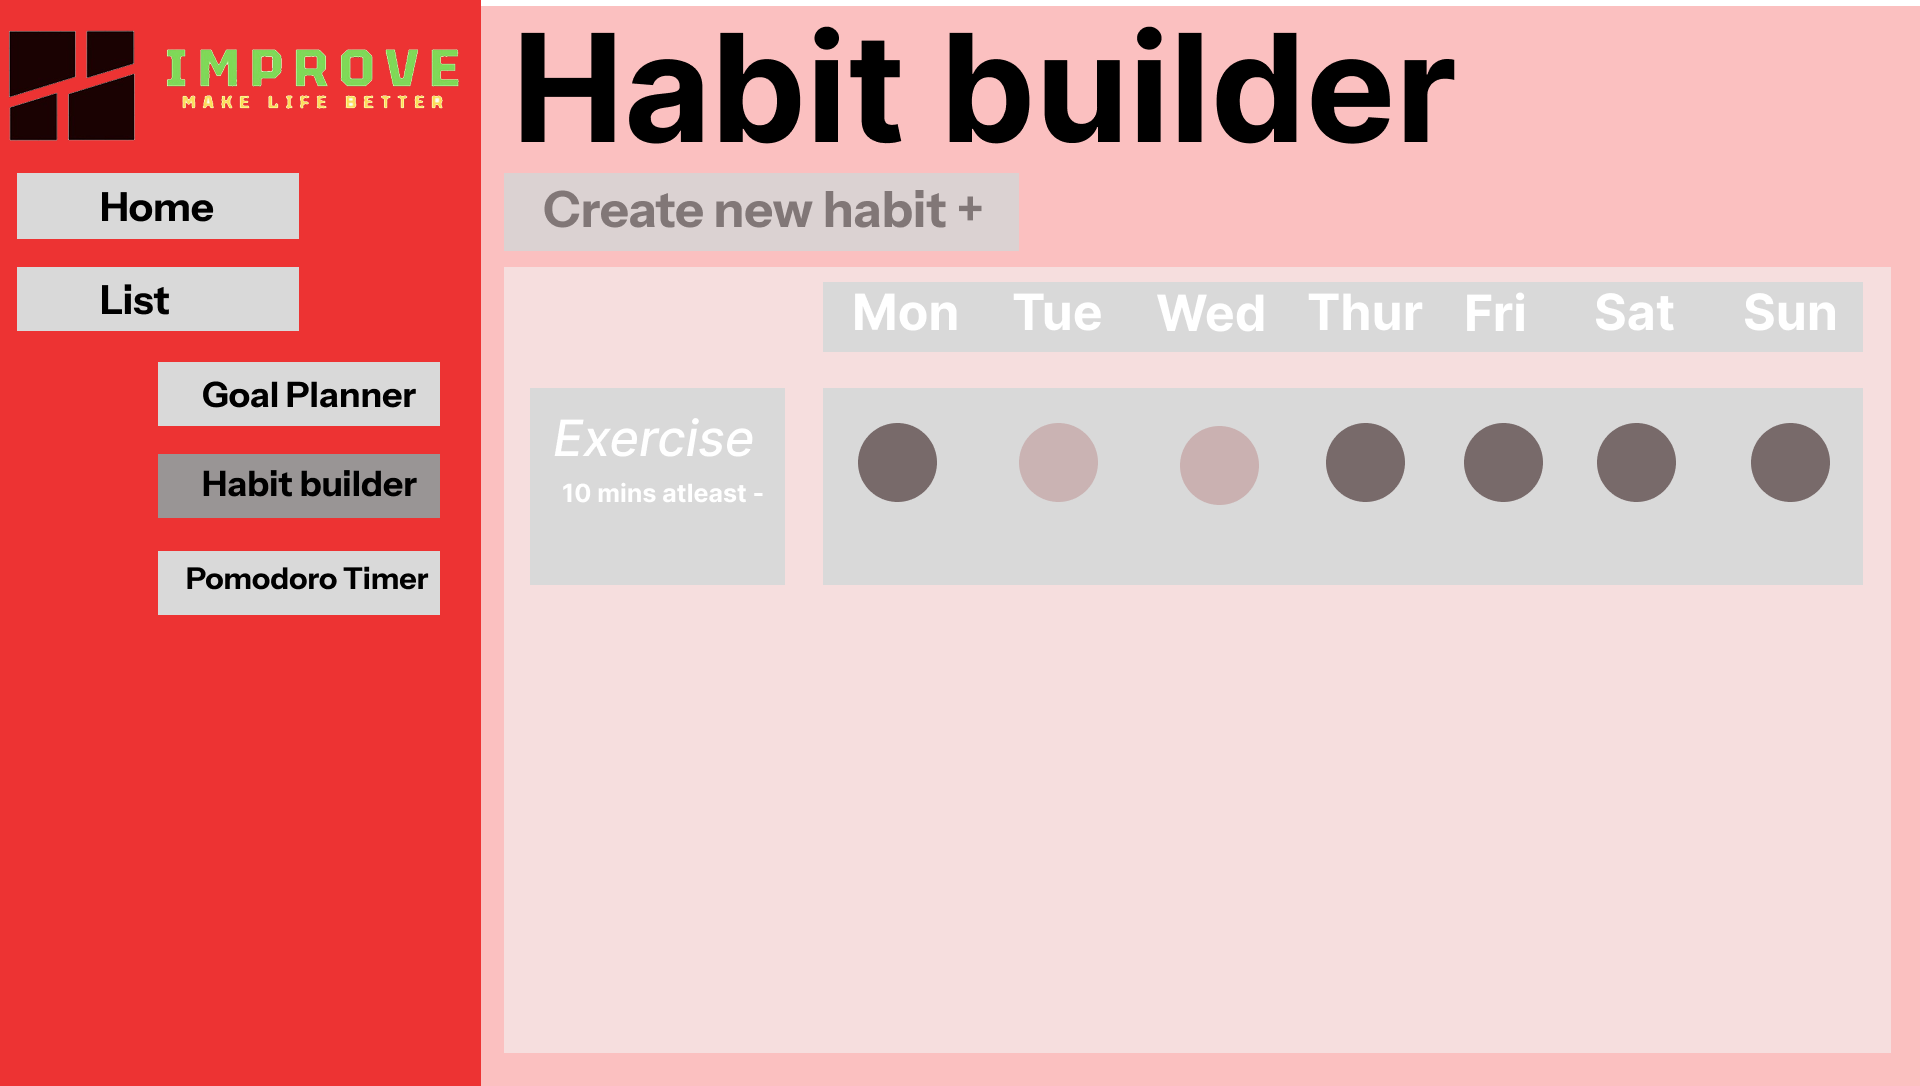 IMPROVE
MAKE LIFE BETTER
Home
List
Goal Planner
Habit builder
Pomodoro Timer
Habit builder
Create new habit +
Mon Tue Wed Thur Fri Sat Sun
Exercise
10 mins atleast -